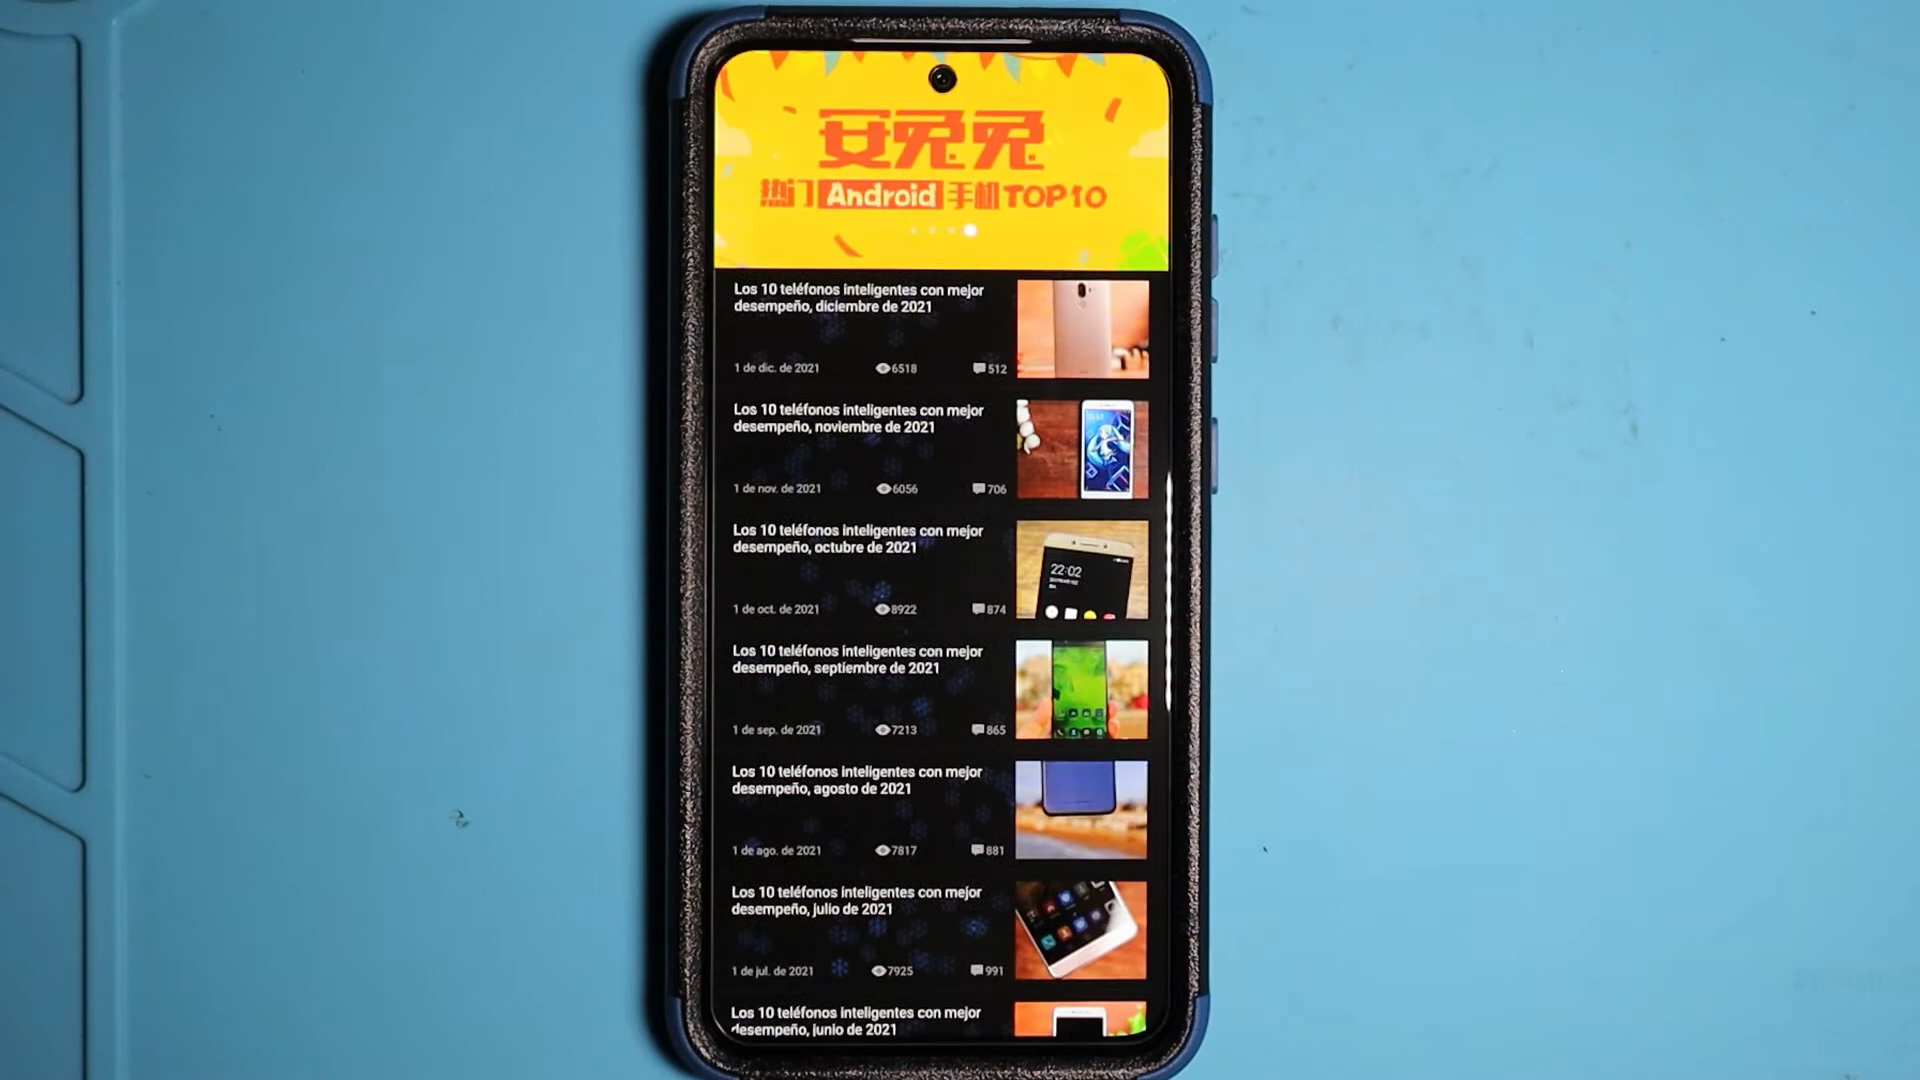 安兔兔
热门Android手机TOP10
Los 10 teléfonos inteligentes con mejor
desempeño, diciembre de 2021
1 de dic. de 2021 6518 512
Los 10 teléfonos inteligentes con mejor
desempeño, noviembre de 2021
1 de nov. de 2021 6056 706
Los 10 teléfonos inteligentes con mejor
desempeño, octubre de 2021
22:02
1 de oct. de 2021 8922 874
Los 10 teléfonos inteligentes con mejor
desempeño, septiembre de 2021
1 de sep. de 2021 7213 865
Los 10 teléfonos inteligentes con mejor
desempeño, agosto de 2021
1 de ago. de 2021 7817 881
Los 10 teléfonos inteligentes con mejor
desempeño, julio de 2021
1 de jul. de 2021 7925 991
Los 10 teléfonos inteligentes con mejor
desempeño, junio de 2021